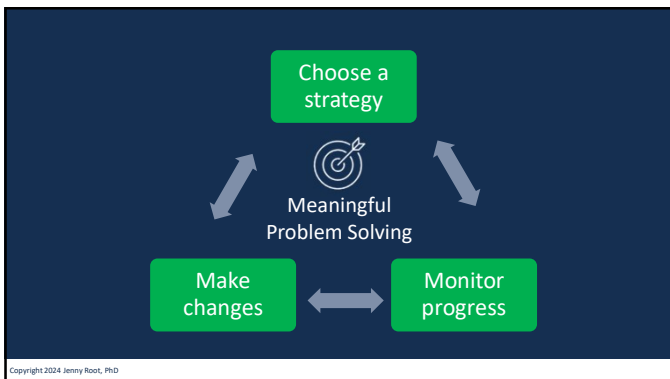 Choose a
strategy
Meaningful
Problem Solving
Make
changes
Monitor
progress
Copyright 2024 Jenny Root, PhD